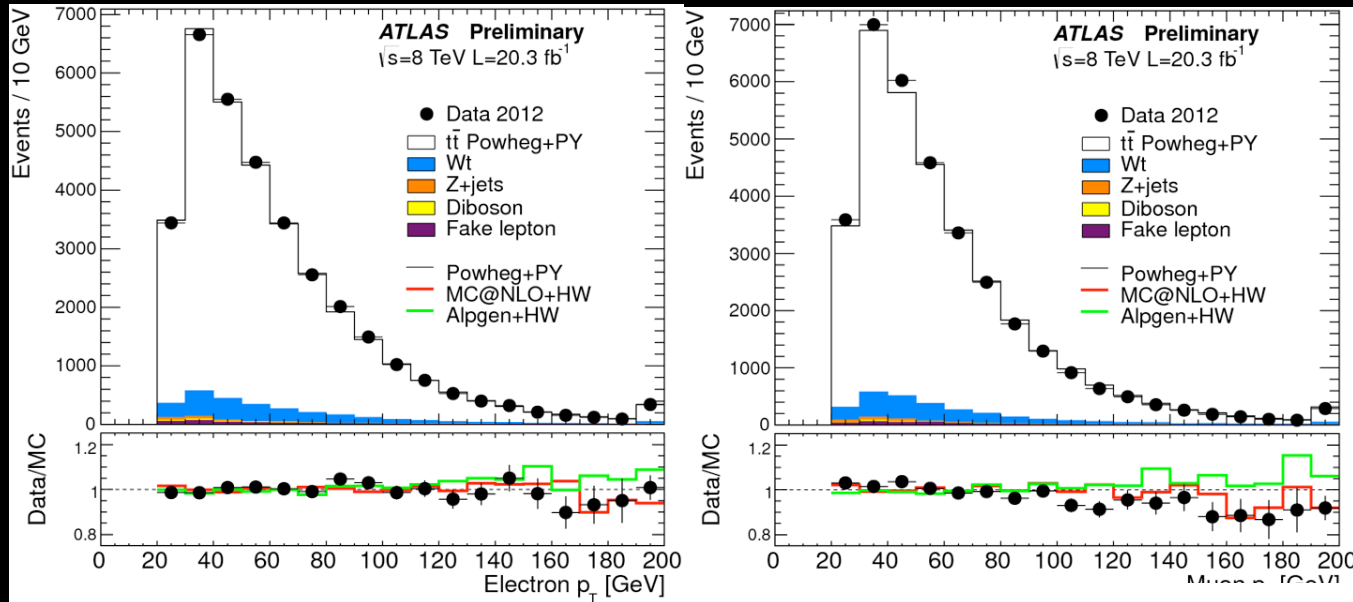 Events / 10 GeV
7000
6000
5000
4000
3000
2000
1000
0
ATLAS Preliminary
√s=8 TeV L=20.3 fb⁻¹
Data 2012
tt̄ Powheg+PY
Wt
Z+jets
Diboson
Fake lepton
Powheg+PY
MC@NLO+HW
Alpgen+HW
Data/MC
1.2
1
0.8
0 20 40 60 80 100 120 140 160 180 200
Electron p_T [GeV]
Events / 10 GeV
7000
6000
5000
4000
3000
2000
1000
0
ATLAS Preliminary
√s=8 TeV L=20.3 fb⁻¹
Data 2012
tt̄ Powheg+PY
Wt
Z+jets
Diboson
Fake lepton
Powheg+PY
MC@NLO+HW
Alpgen+HW
Data/MC
1.2
1
0.8
0 20 40 60 80 100 120 140 160 180 200
Muon p [GeV]